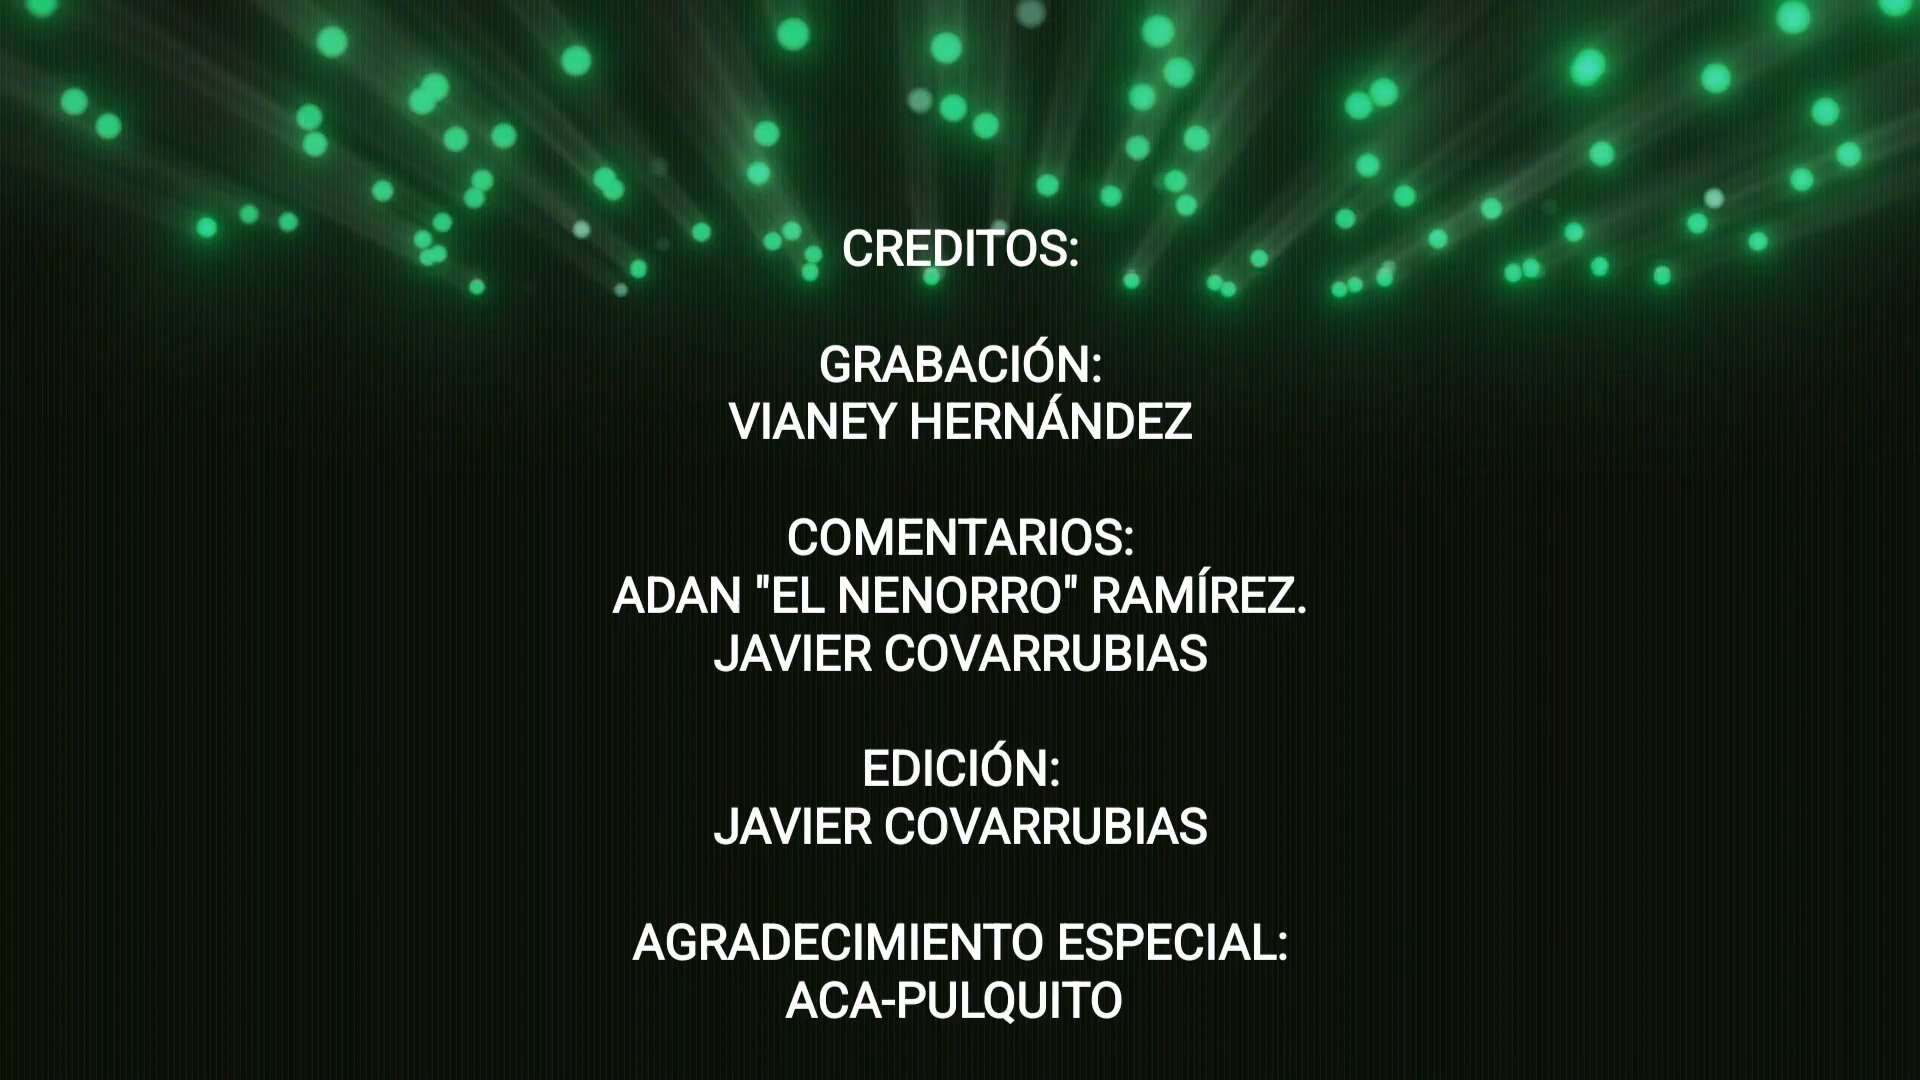 CREDITOS:
GRABACIÓN:
VIANEY HERNÁNDEZ
COMENTARIOS:
ADAN "EL NENORRO" RAMÍREZ.
JAVIER COVARRUBIAS
EDICIÓN:
JAVIER COVARRUBIAS
AGRADECIMIENTO ESPECIAL:
ACA-PULQUITO